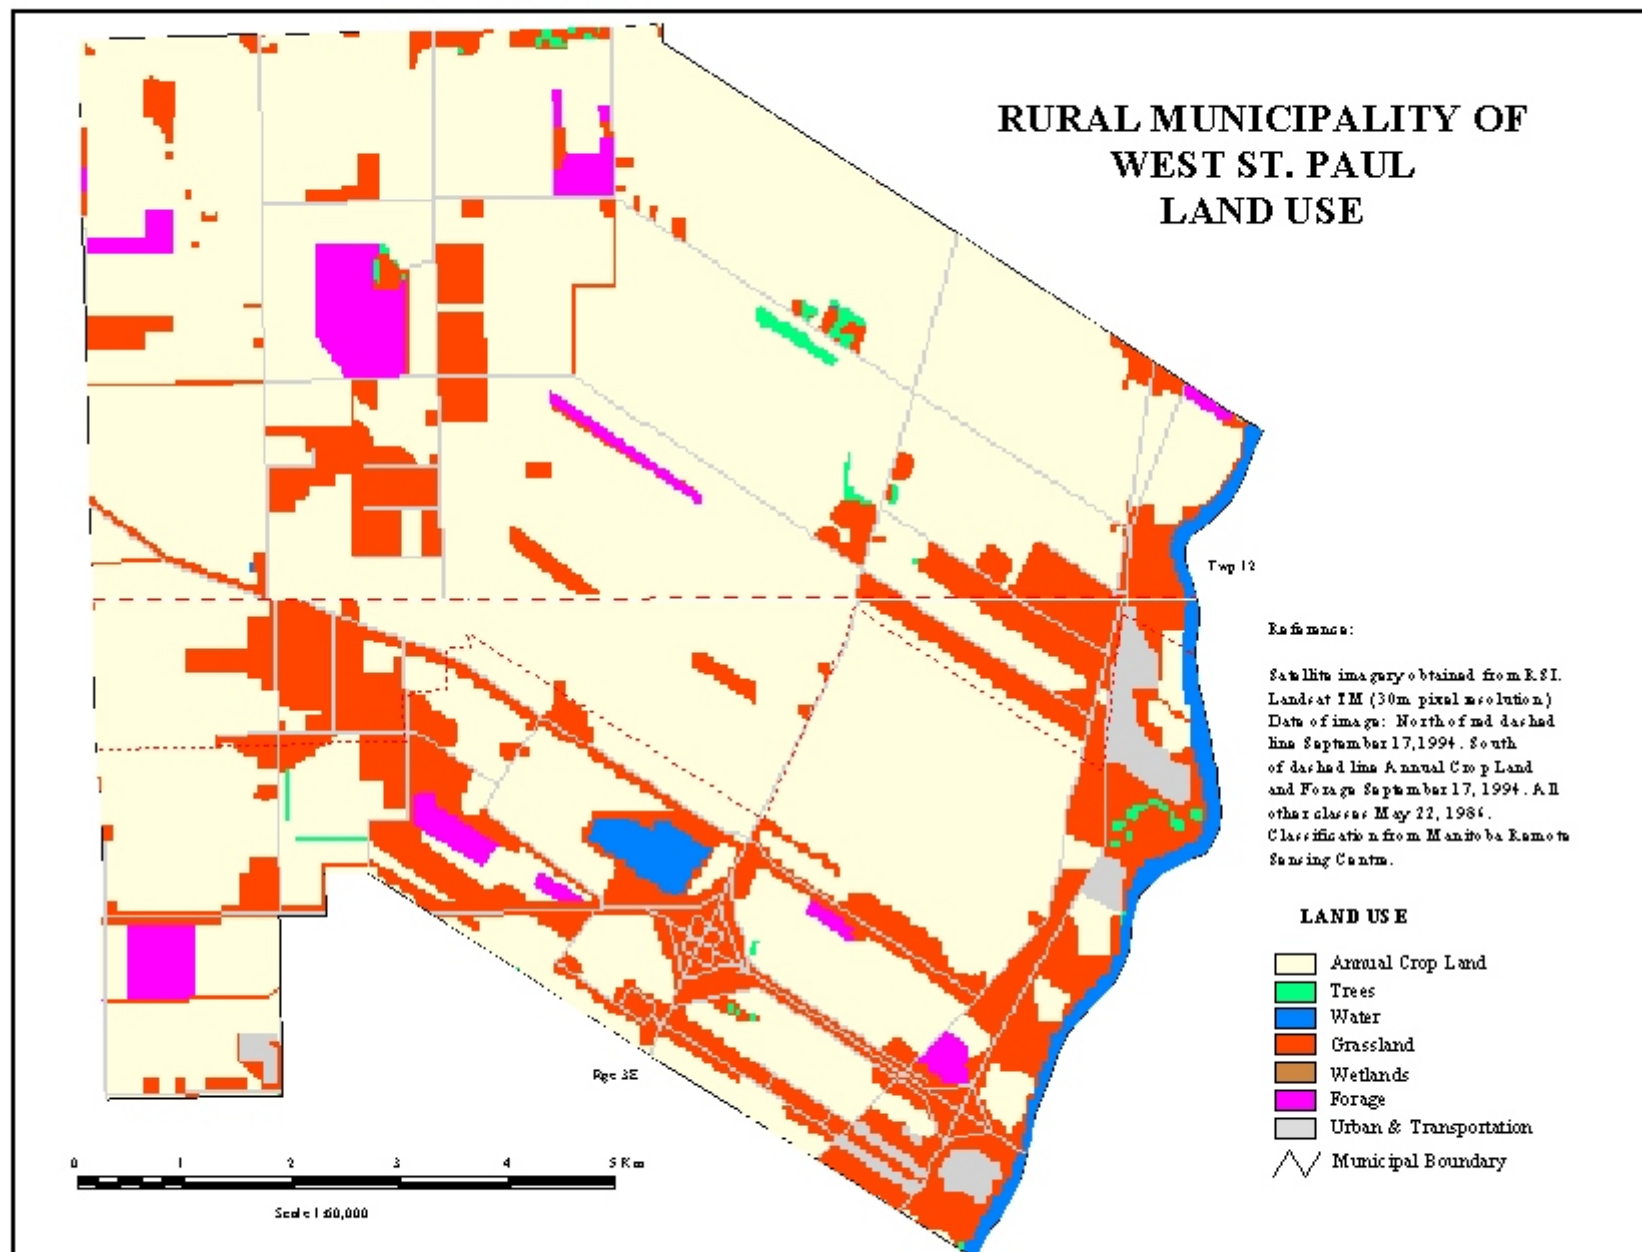 RURAL MUNICIPALITY OF
WEST ST. PAUL
LAND USE
Twp 12
Reference:
Satellite imagery obtained from RSI.
Landsat TM (30m pixel resolution)
Date of image: North of red dashed
line September 17,1994. South
of dashed line Annual Crop Land
and Forage September 17, 1994. All
other classes May 22, 1986.
Classification from Manitoba Remote
Sensing Centre.
LAND USE
Annual Crop Land
Trees
Water
Grassland
Wetlands
Forage
Urban & Transportation
Municipal Boundary
Rge 3E
0 1 2 3 4 5 Km
Scale 1:60,000